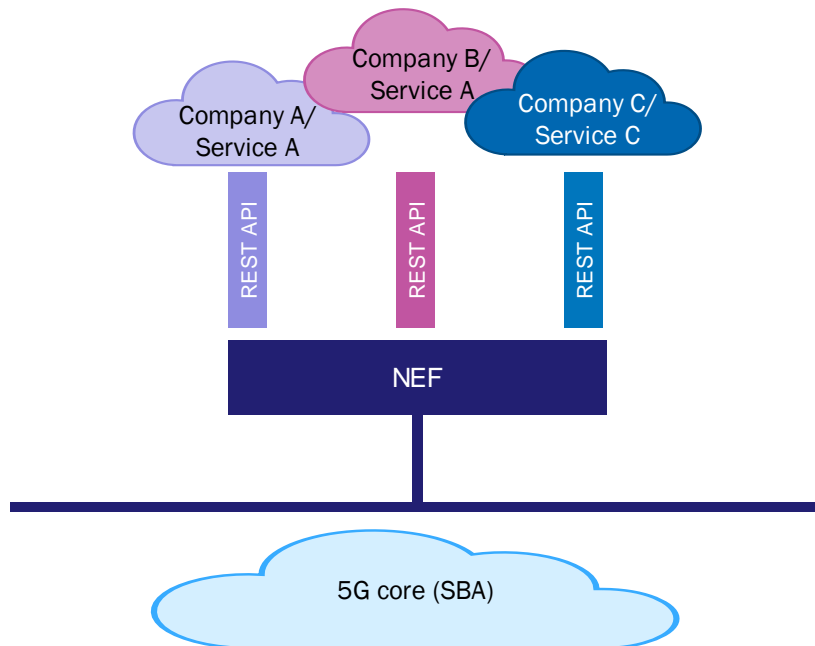 Company A/
Service A
Company B/
Service A
Company C/
Service C
REST API
REST API
REST API
NEF
5G core (SBA)